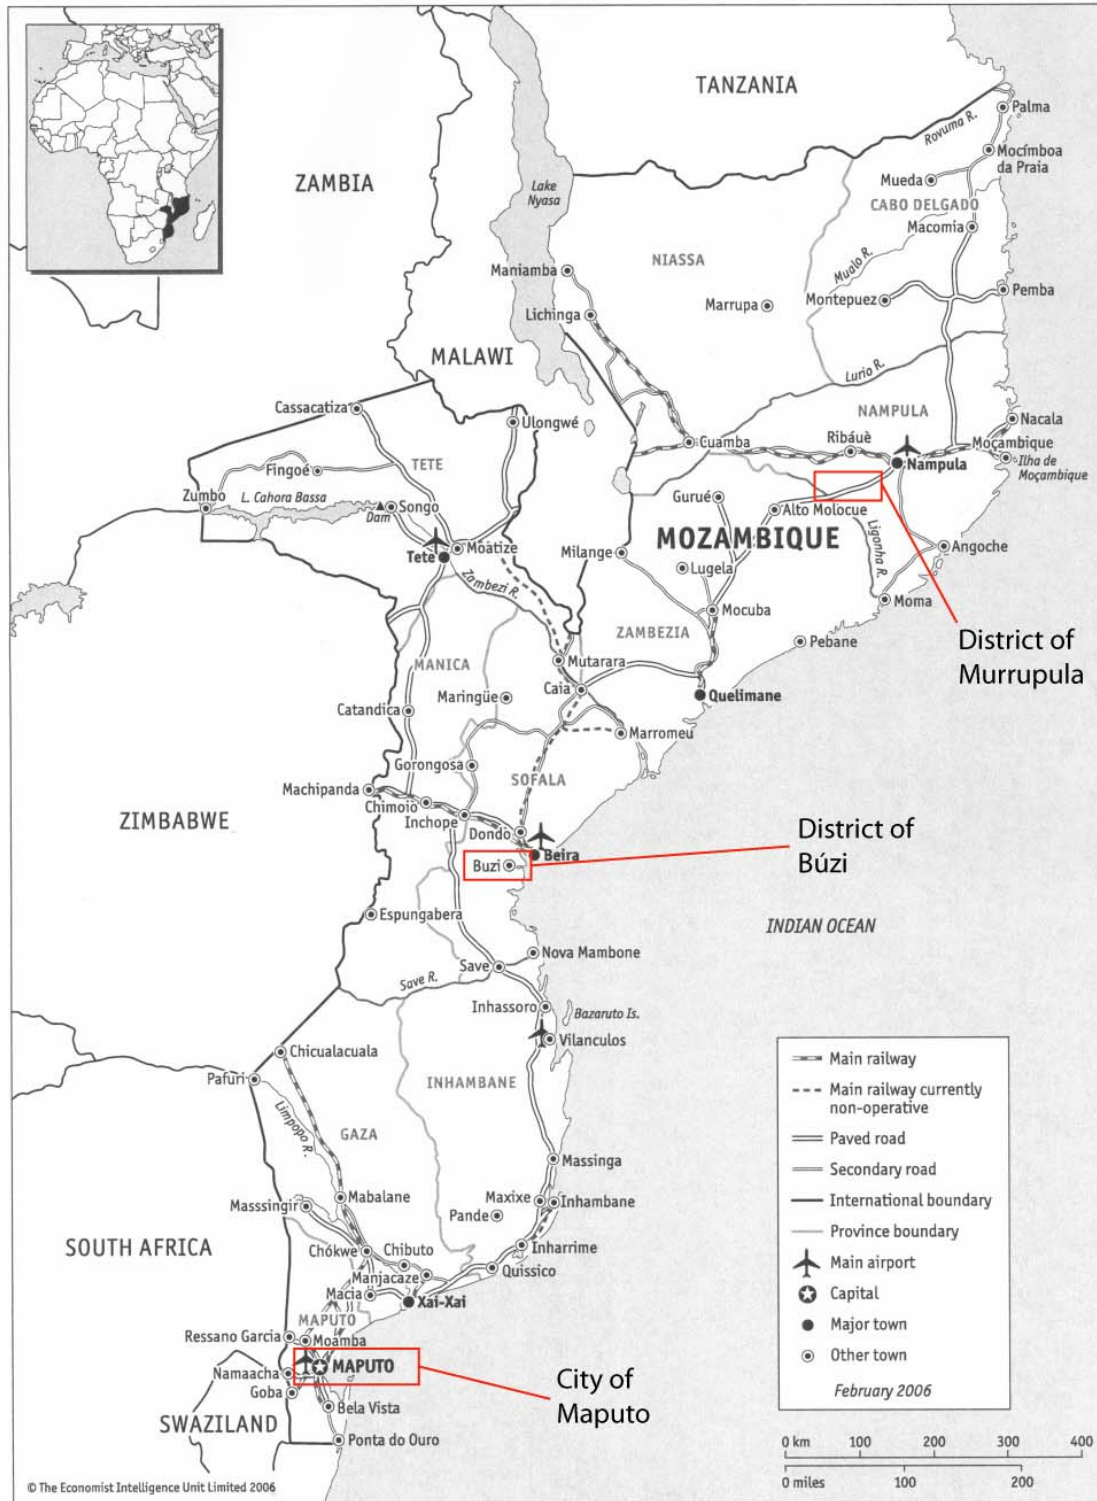 TANZANIA
Palma
Rovuma R.
Mocímboa
da Praia
ZAMBIA
Lake
Nyasa
Mueda
CABO DELGADO
Macomia
NIASSA
Mualo R.
Maniamba
Marrupa
Montepuez
Pemba
Lichinga
MALAWI
Lurio R.
Cassacatiza
NAMPULA
Ulongwé
Nacala
Cuamba
Ribáuè
Moçambique
TETE
Nampula
Ilha de
Moçambique
Fingoé
Zumbo
L. Cahora Bassa
Songo
Dam
Gurué
Alto Molocue
MOZAMBIQUE
Ligonha R.
Moatize
Tete
Milange
Angoche
Zambezi R.
Lugela
Moma
Mocuba
ZAMBEZIA
Pebane
District of
Murrupula
MANICA
Mutarara
Caia
Maringüe
Quelimane
Catandica
Marromeu
Gorongosa
SOFALA
Machipanda
Chimoio
Inchope
ZIMBABWE
Dondo
Beira
District of
Búzi
Buzi
Espungabera
INDIAN OCEAN
Nova Mambone
Save
Save R.
Inhassoro
Bazaruto Is.
Vilanculos
Chicualacuala
Pafuri
INHAMBANE
Limpopo R.
GAZA
Massinga
Mabalane
Masssingir
Maxixe
Inhambane
Pande
SOUTH AFRICA
Chókwe
Chibuto
Inharrime
Manjacaze
Quissico
Macia
Xai-Xai
MAPUTO
Ressano Garcia
Moamba
MAPUTO
Namaacha
Goba
City of
Maputo
Bela Vista
SWAZILAND
Ponta do Ouro
Main railway
Main railway currently
non-operative
Paved road
Secondary road
International boundary
Province boundary
Main airport
Capital
Major town
Other town
February 2006
0 km 100 200 300 400
0 miles 100 200
© The Economist Intelligence Unit Limited 2006